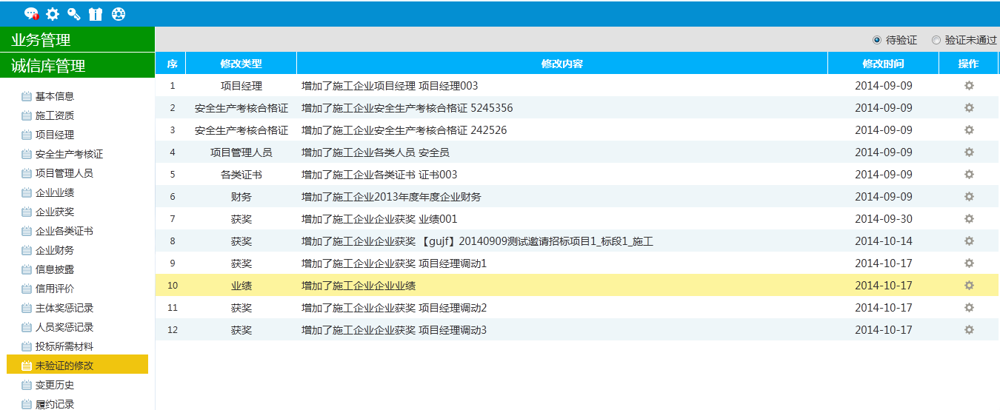 业务管理
诚信库管理
基本信息
施工资质
项目经理
安全生产考核证
项目管理人员
企业业绩
企业获奖
企业各类证书
企业财务
信息披露
信用评价
主体奖惩记录
人员奖惩记录
投标所需材料
未验证的修改
变更历史
履约记录
待验证 验证未通过
序 修改类型 修改内容 修改时间 操作
1 项目经理 增加了施工企业项目经理 项目经理003 2014-09-09
2 安全生产考核合格证 增加了施工企业安全生产考核合格证 5245356 2014-09-09
3 安全生产考核合格证 增加了施工企业安全生产考核合格证 242526 2014-09-09
4 项目管理人员 增加了施工企业各类人员 安全员 2014-09-09
5 各类证书 增加了施工企业各类证书 证书003 2014-09-09
6 财务 增加了施工企业2013年度年度企业财务 2014-09-09
7 获奖 增加了施工企业企业获奖 业绩001 2014-09-30
8 获奖 增加了施工企业企业获奖 【gujf】20140909测试邀请招标项目1_标段1_施工 2014-10-14
9 获奖 增加了施工企业企业获奖 项目经理调动1 2014-10-17
10 业绩 增加了施工企业企业业绩 2014-10-17
11 获奖 增加了施工企业企业获奖 项目经理调动2 2014-10-17
12 获奖 增加了施工企业企业获奖 项目经理调动3 2014-10-17